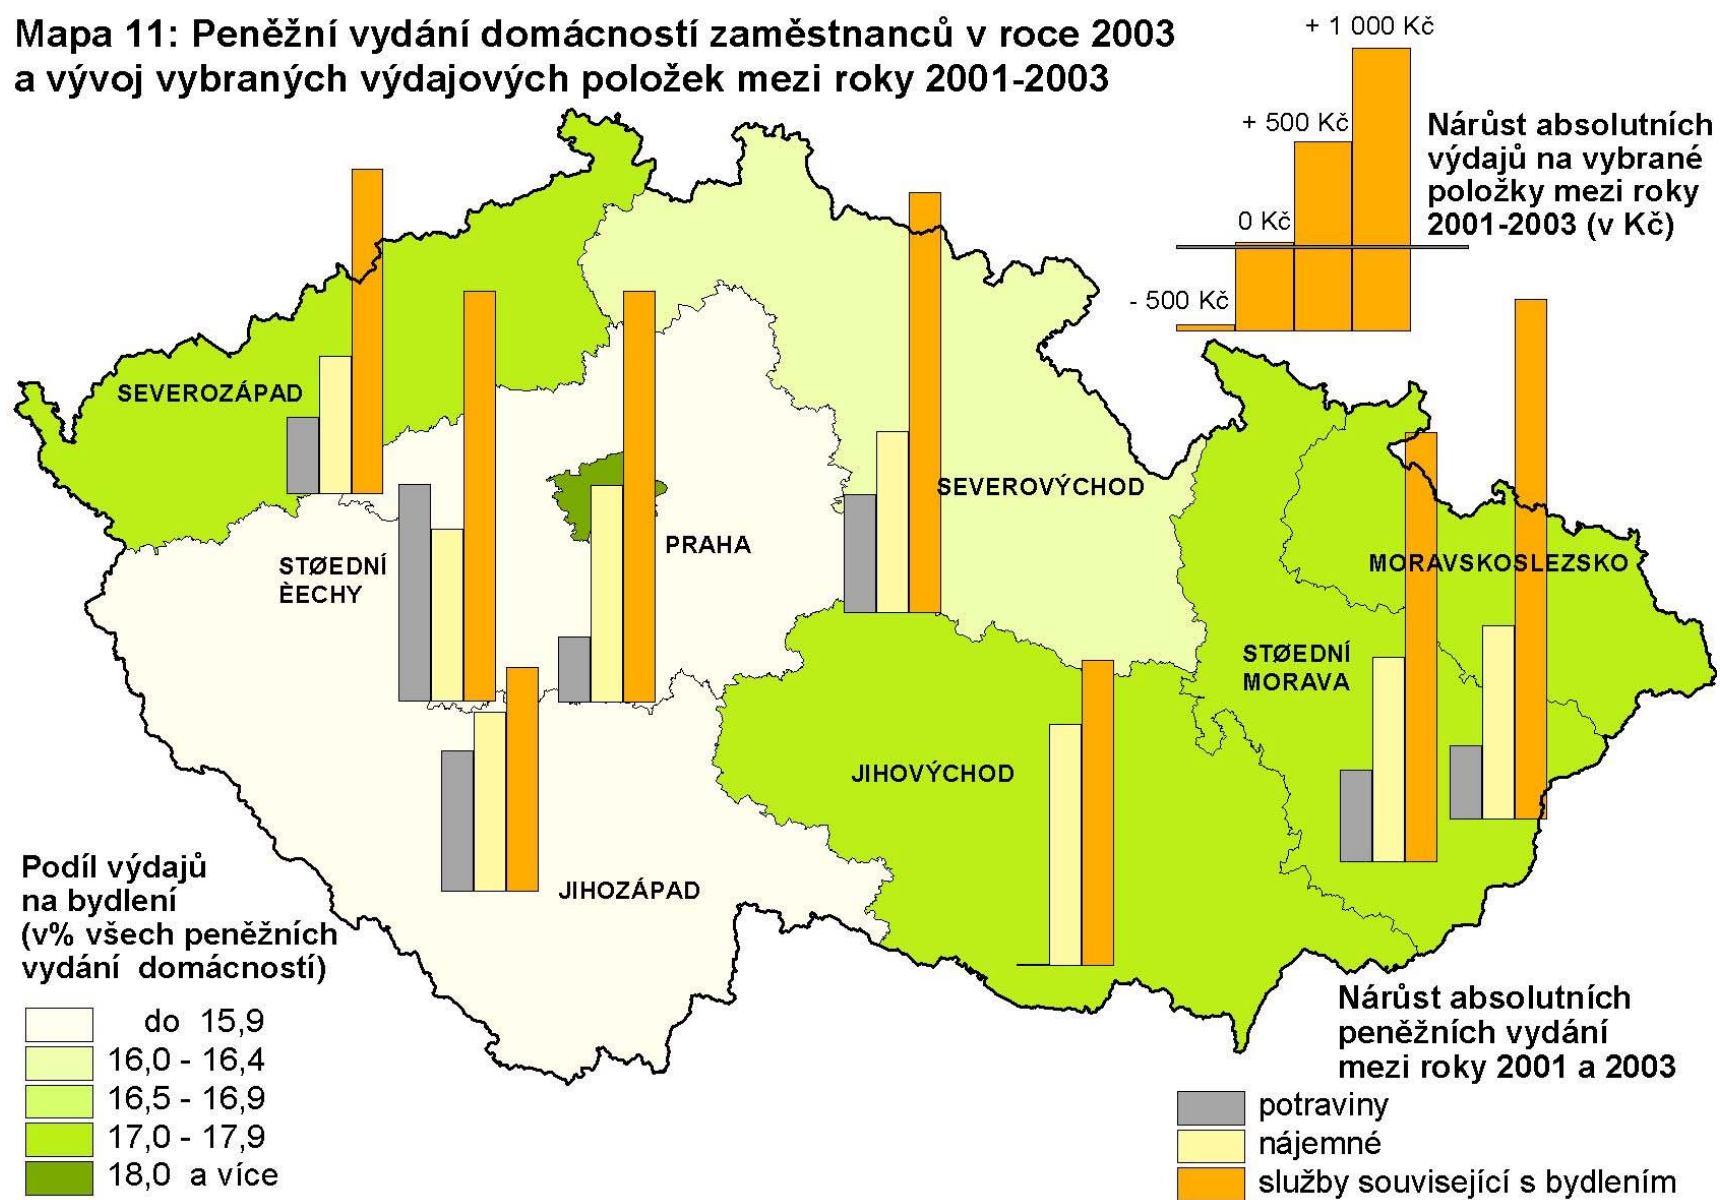 Mapa 11: Peněžní vydání domácností zaměstnanců v roce 2003
a vývoj vybraných výdajových položek mezi roky 2001-2003
+ 1 000 Kč
+ 500 Kč
0 Kč
- 500 Kč
Nárůst absolutních
výdajů na vybrané
položky mezi roky
2001-2003 (v Kč)
SEVEROZÁPAD
SEVEROVÝCHOD
PRAHA
STØEDNÍ
ÈECHY
MORAVSKOSLEZSKO
STØEDNÍ
MORAVA
JIHOVÝCHOD
JIHOZÁPAD
Podíl výdajů
na bydlení
(v% všech peněžních
vydání domácností)
do 15,9
16,0 - 16,4
16,5 - 16,9
17,0 - 17,9
18,0 a více
Nárůst absolutních
peněžních vydání
mezi roky 2001 a 2003
potraviny
nájemné
služby související s bydlením